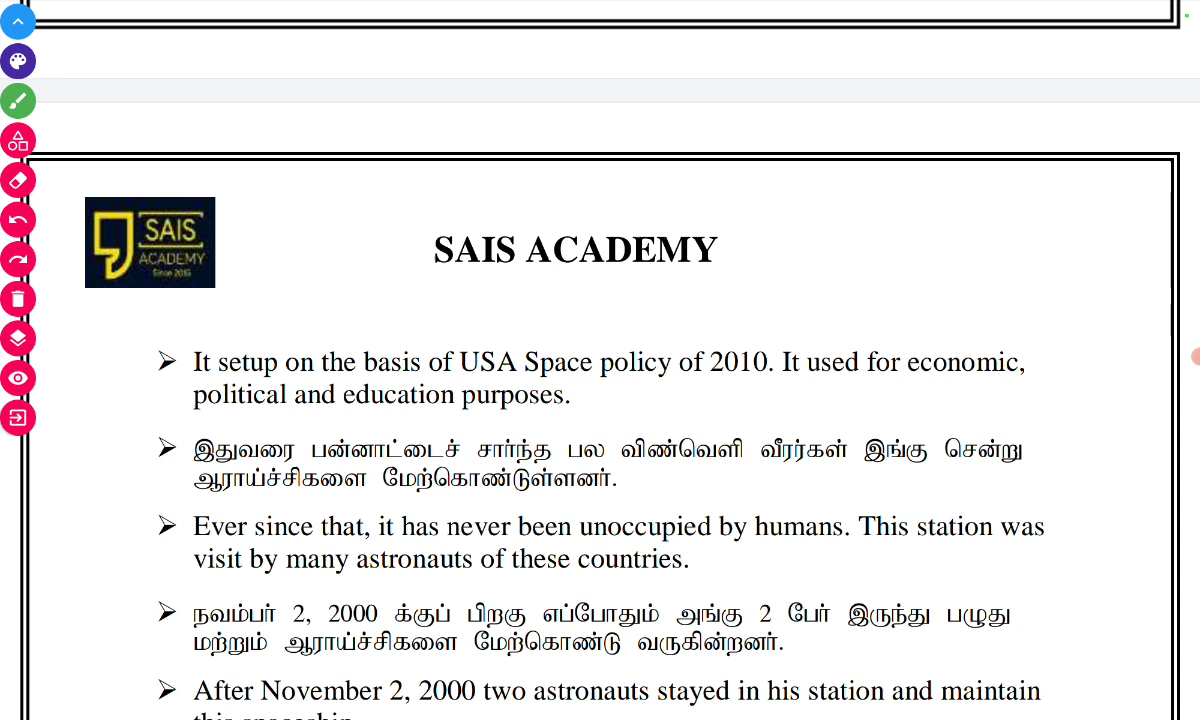 SAIS
ACADEMY
Since 2015
SAIS ACADEMY
It setup on the basis of USA Space policy of 2010. It used for economic,
political and education purposes.
இதுவரை பன்னாட்டைச் சார்ந்த பல விண்வெளி வீரர்கள் இங்கு சென்று
ஆராய்ச்சிகளை மேற்கொண்டுள்ளனர்.
Ever since that, it has never been unoccupied by humans. This station was
visit by many astronauts of these countries.
நவம்பர் 2, 2000 க்குப் பிறகு எப்போதும் அங்கு 2 பேர் இருந்து பழுது
மற்றும் ஆராய்ச்சிகளை மேற்கொண்டு வருகின்றனர்.
After November 2, 2000 two astronauts stayed in his station and maintain
this spaceship